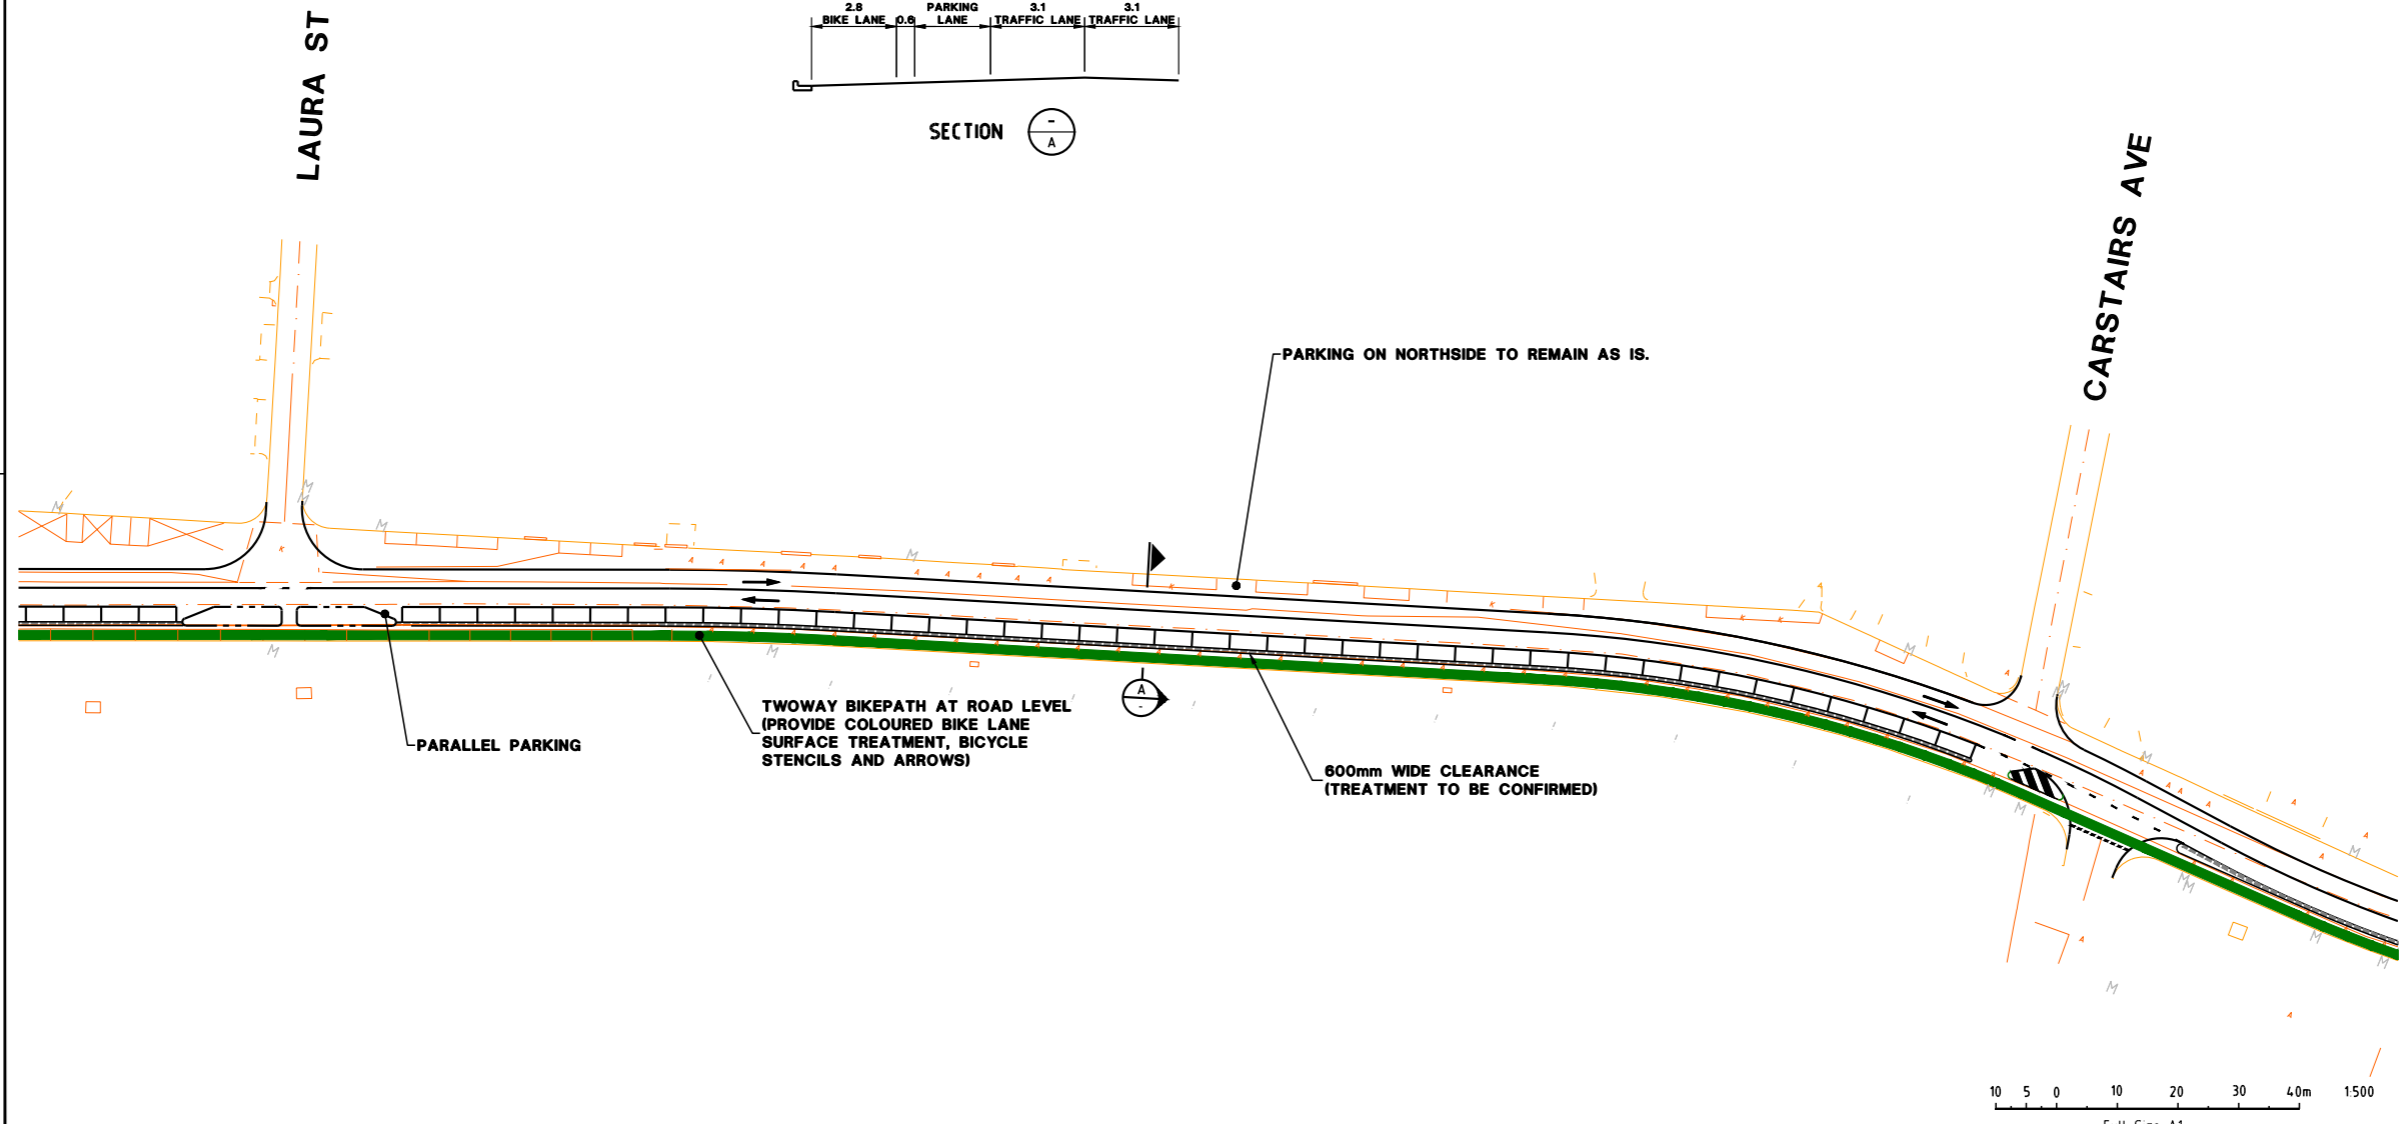 2.8 PARKING 3.1 3.1
BIKE LANE 0.6 LANE TRAFFIC LANE TRAFFIC LANE
SECTION - A
LAURA ST
CARSTAIRS AVE
PARKING ON NORTHSIDE TO REMAIN AS IS.
A -
TWOWAY BIKEPATH AT ROAD LEVEL
(PROVIDE COLOURED BIKE LANE
SURFACE TREATMENT, BICYCLE
STENCILS AND ARROWS)
PARALLEL PARKING
600mm WIDE CLEARANCE
(TREATMENT TO BE CONFIRMED)
10 5 0 10 20 30 40m 1:500